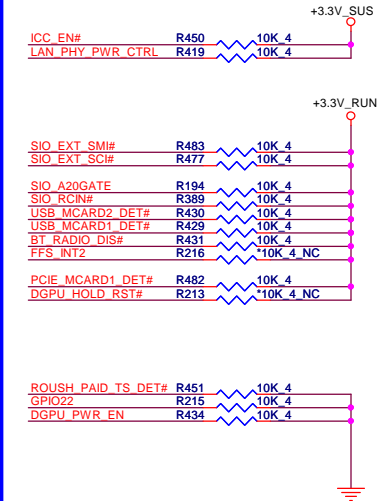 +3.3V_SUS
ICC_EN# R450 10K_4
LAN_PHY_PWR_CTRL R419 10K_4
+3.3V_RUN
SIO_EXT_SMI# R483 10K_4
SIO_EXT_SCI# R477 10K_4
SIO_A20GATE R194 10K_4
SIO_RCIN# R389 10K_4
USB_MCARD2_DET# R430 10K_4
USB_MCARD1_DET# R429 10K_4
BT_RADIO_DIS# R431 10K_4
FFS_INT2 R216 *10K_4_NC
PCIE_MCARD1_DET# R482 10K_4
DGPU_HOLD_RST# R213 *10K_4_NC
ROUSH_PAID_TS_DET# R451 10K_4
GPIO22 R215 10K_4
DGPU_PWR_EN R434 10K_4